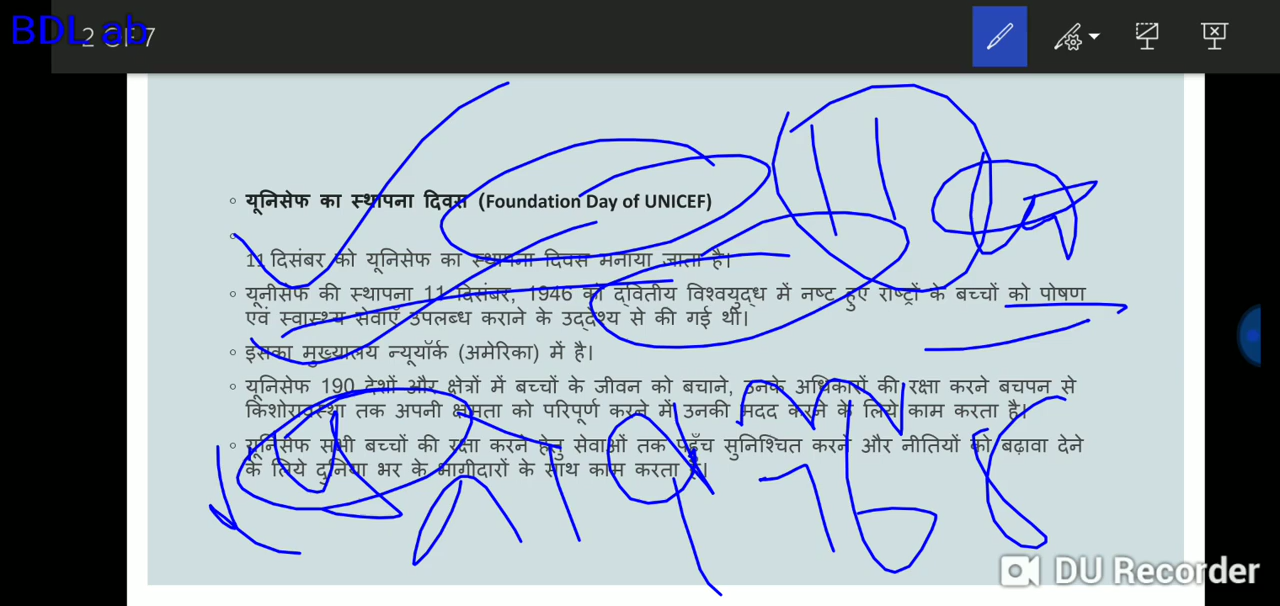 BDL ab
2 OF 7
यूनिसेफ का स्थापना दिवस (Foundation Day of UNICEF)
11 दिसंबर को यूनिसेफ का स्थापना दिवस मनाया जाता है।
यूनीसेफ की स्थापना 11 दिसंबर, 1946 को द्वितीय विश्वयुद्ध में नष्ट हुए राष्ट्रों के बच्चों को पोषण
एवं स्वास्थ्य सेवाएँ उपलब्ध कराने के उद्देश्य से की गई थी।
इसका मुख्यालय न्यूयॉर्क (अमेरिका) में है।
यूनिसेफ 190 देशों और क्षेत्रों में बच्चों के जीवन को बचाने, उनके अधिकारों की रक्षा करने बचपन से
किशोरावस्था तक अपनी क्षमता को परिपूर्ण करने में उनकी मदद करने के लिये काम करता है।
यूनिसेफ सभी बच्चों की रक्षा करने हेतु सेवाओं तक पहुँच सुनिश्चित करने और नीतियों को बढ़ावा देने
के लिये दुनिया भर के भागीदारों के साथ काम करता है।
DU Recorder